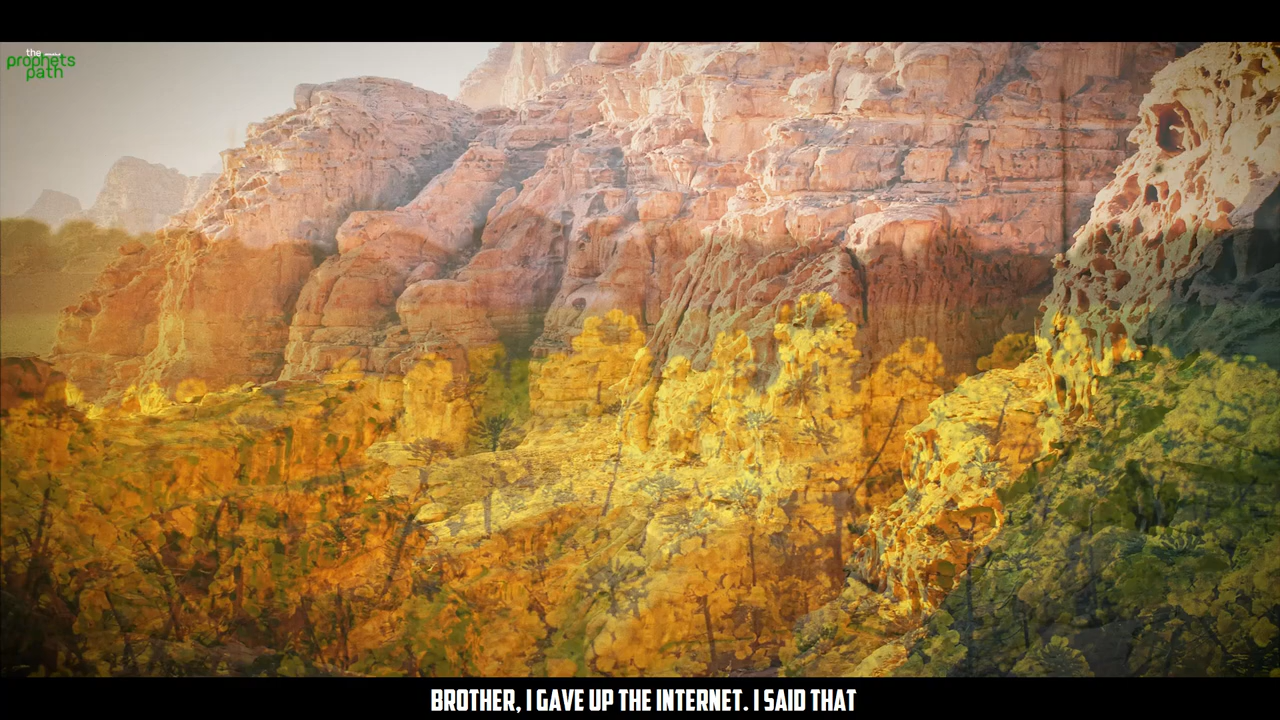 the
prophets
path
BROTHER, I GAVE UP THE INTERNET. I SAID THAT